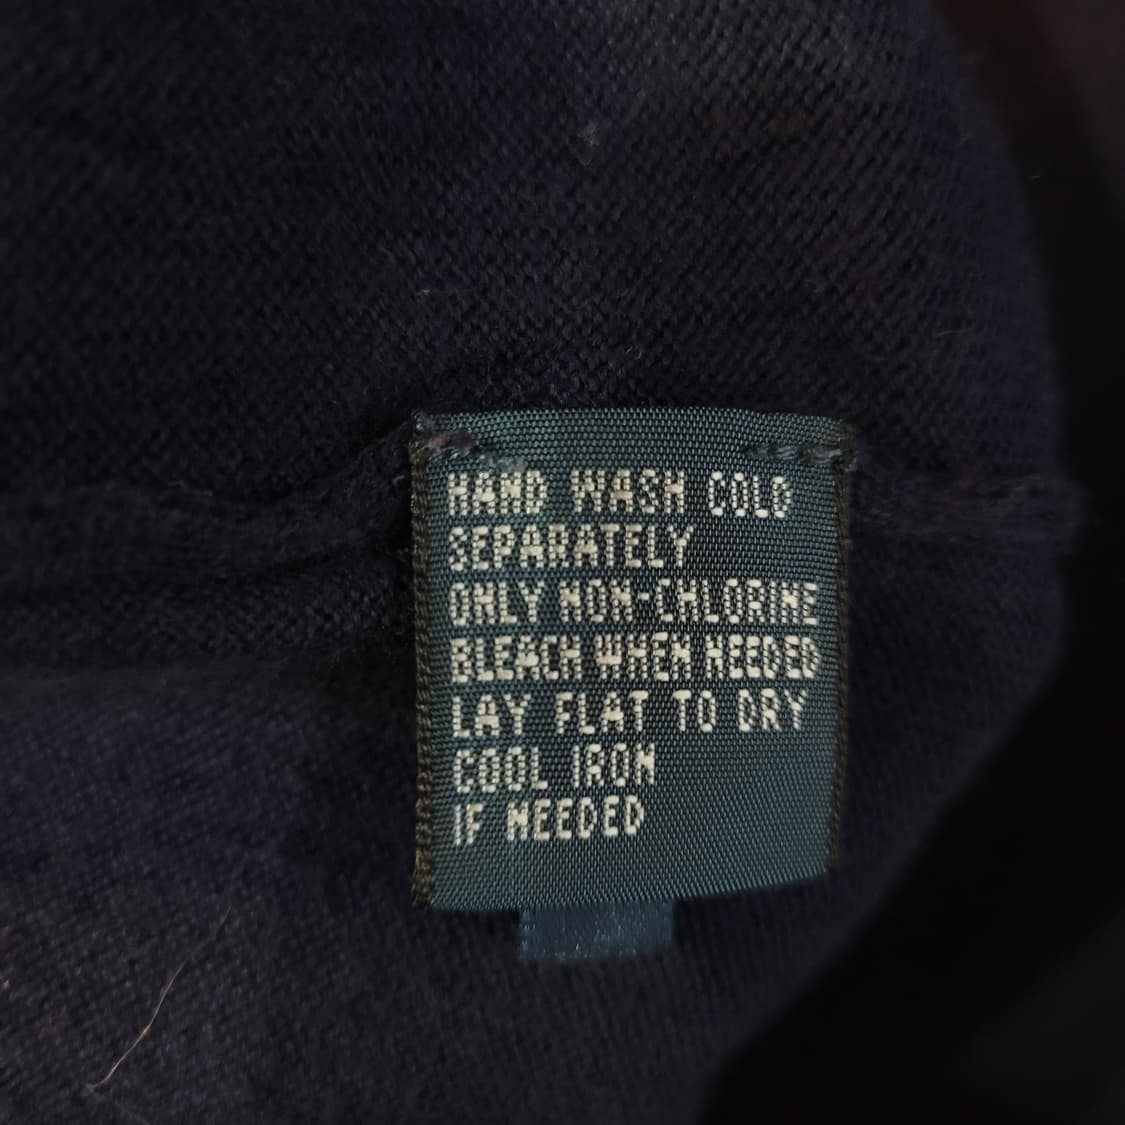 HAND WASH COLD
SEPARATELY
ONLY NON-CHLORINE
BLEACH WHEN NEEDED
LAY FLAT TO DRY
COOL IRON
IF NEEDED